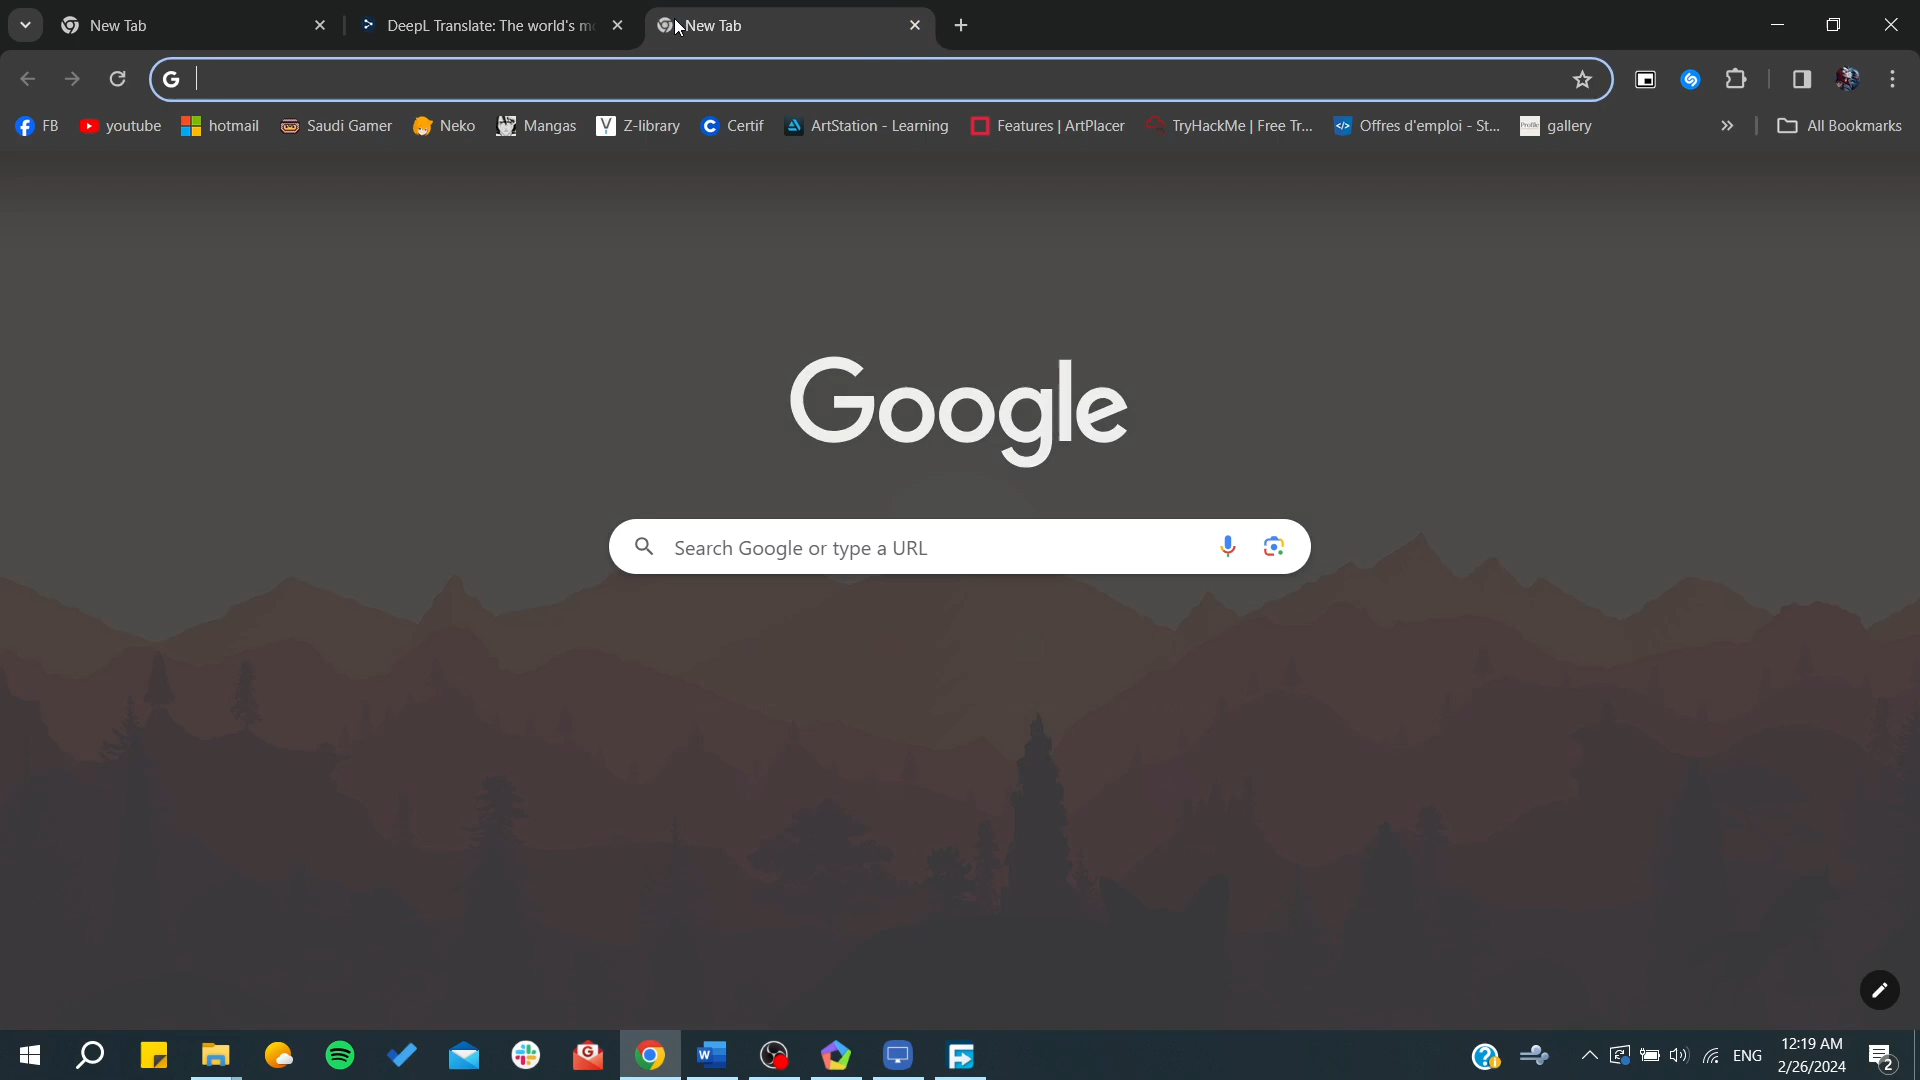 New Tab
DeepL Translate: The world's m
New Tab
G
FB
youtube
hotmail
Saudi Gamer
Neko
Mangas
Z-library
Certif
ArtStation - Learning
Features | ArtPlacer
TryHackMe | Free Tr...
Offres d'emploi - St...
gallery
All Bookmarks
Google
Search Google or type a URL
ENG
12:19 AM
2/26/2024
2